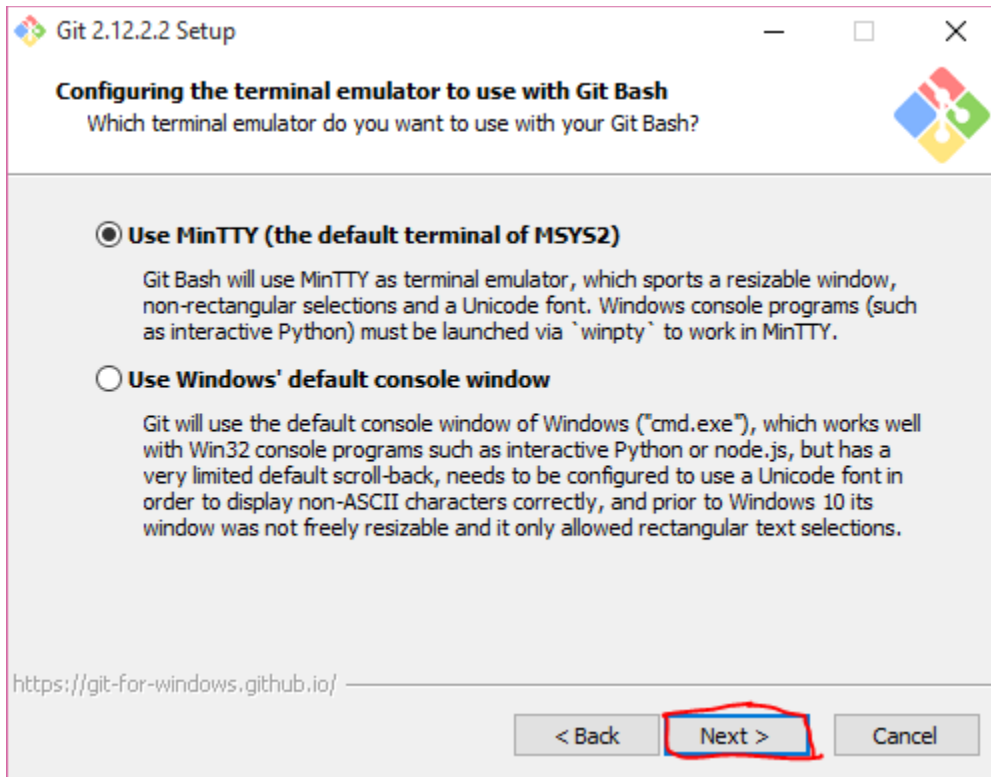 Git 2.12.2.2 Setup
Configuring the terminal emulator to use with Git Bash
Which terminal emulator do you want to use with your Git Bash?
Use MinTTY (the default terminal of MSYS2)
Git Bash will use MinTTY as terminal emulator, which sports a resizable window,
non-rectangular selections and a Unicode font. Windows console programs (such
as interactive Python) must be launched via `winpty` to work in MinTTY.
Use Windows' default console window
Git will use the default console window of Windows ("cmd.exe"), which works well
with Win32 console programs such as interactive Python or node.js, but has a
very limited default scroll-back, needs to be configured to use a Unicode font in
order to display non-ASCII characters correctly, and prior to Windows 10 its
window was not freely resizable and it only allowed rectangular text selections.
https://git-for-windows.github.io/
< Back Next > Cancel